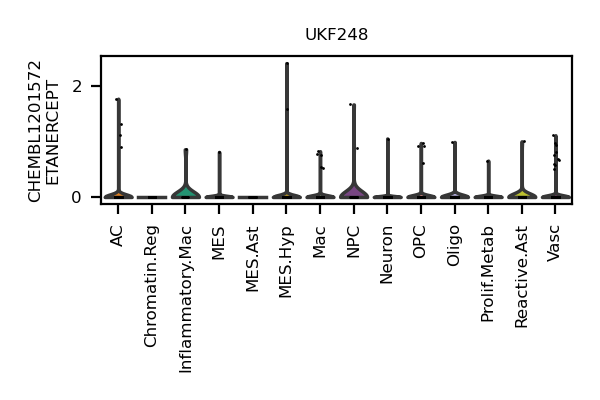 UKF248
CHEMBL1201572
ETANERCEPT
2
0
AC
Chromatin.Reg
Inflammatory.Mac
MES
MES.Ast
MES.Hyp
Mac
NPC
Neuron
OPC
Oligo
Prolif.Metab
Reactive.Ast
Vasc